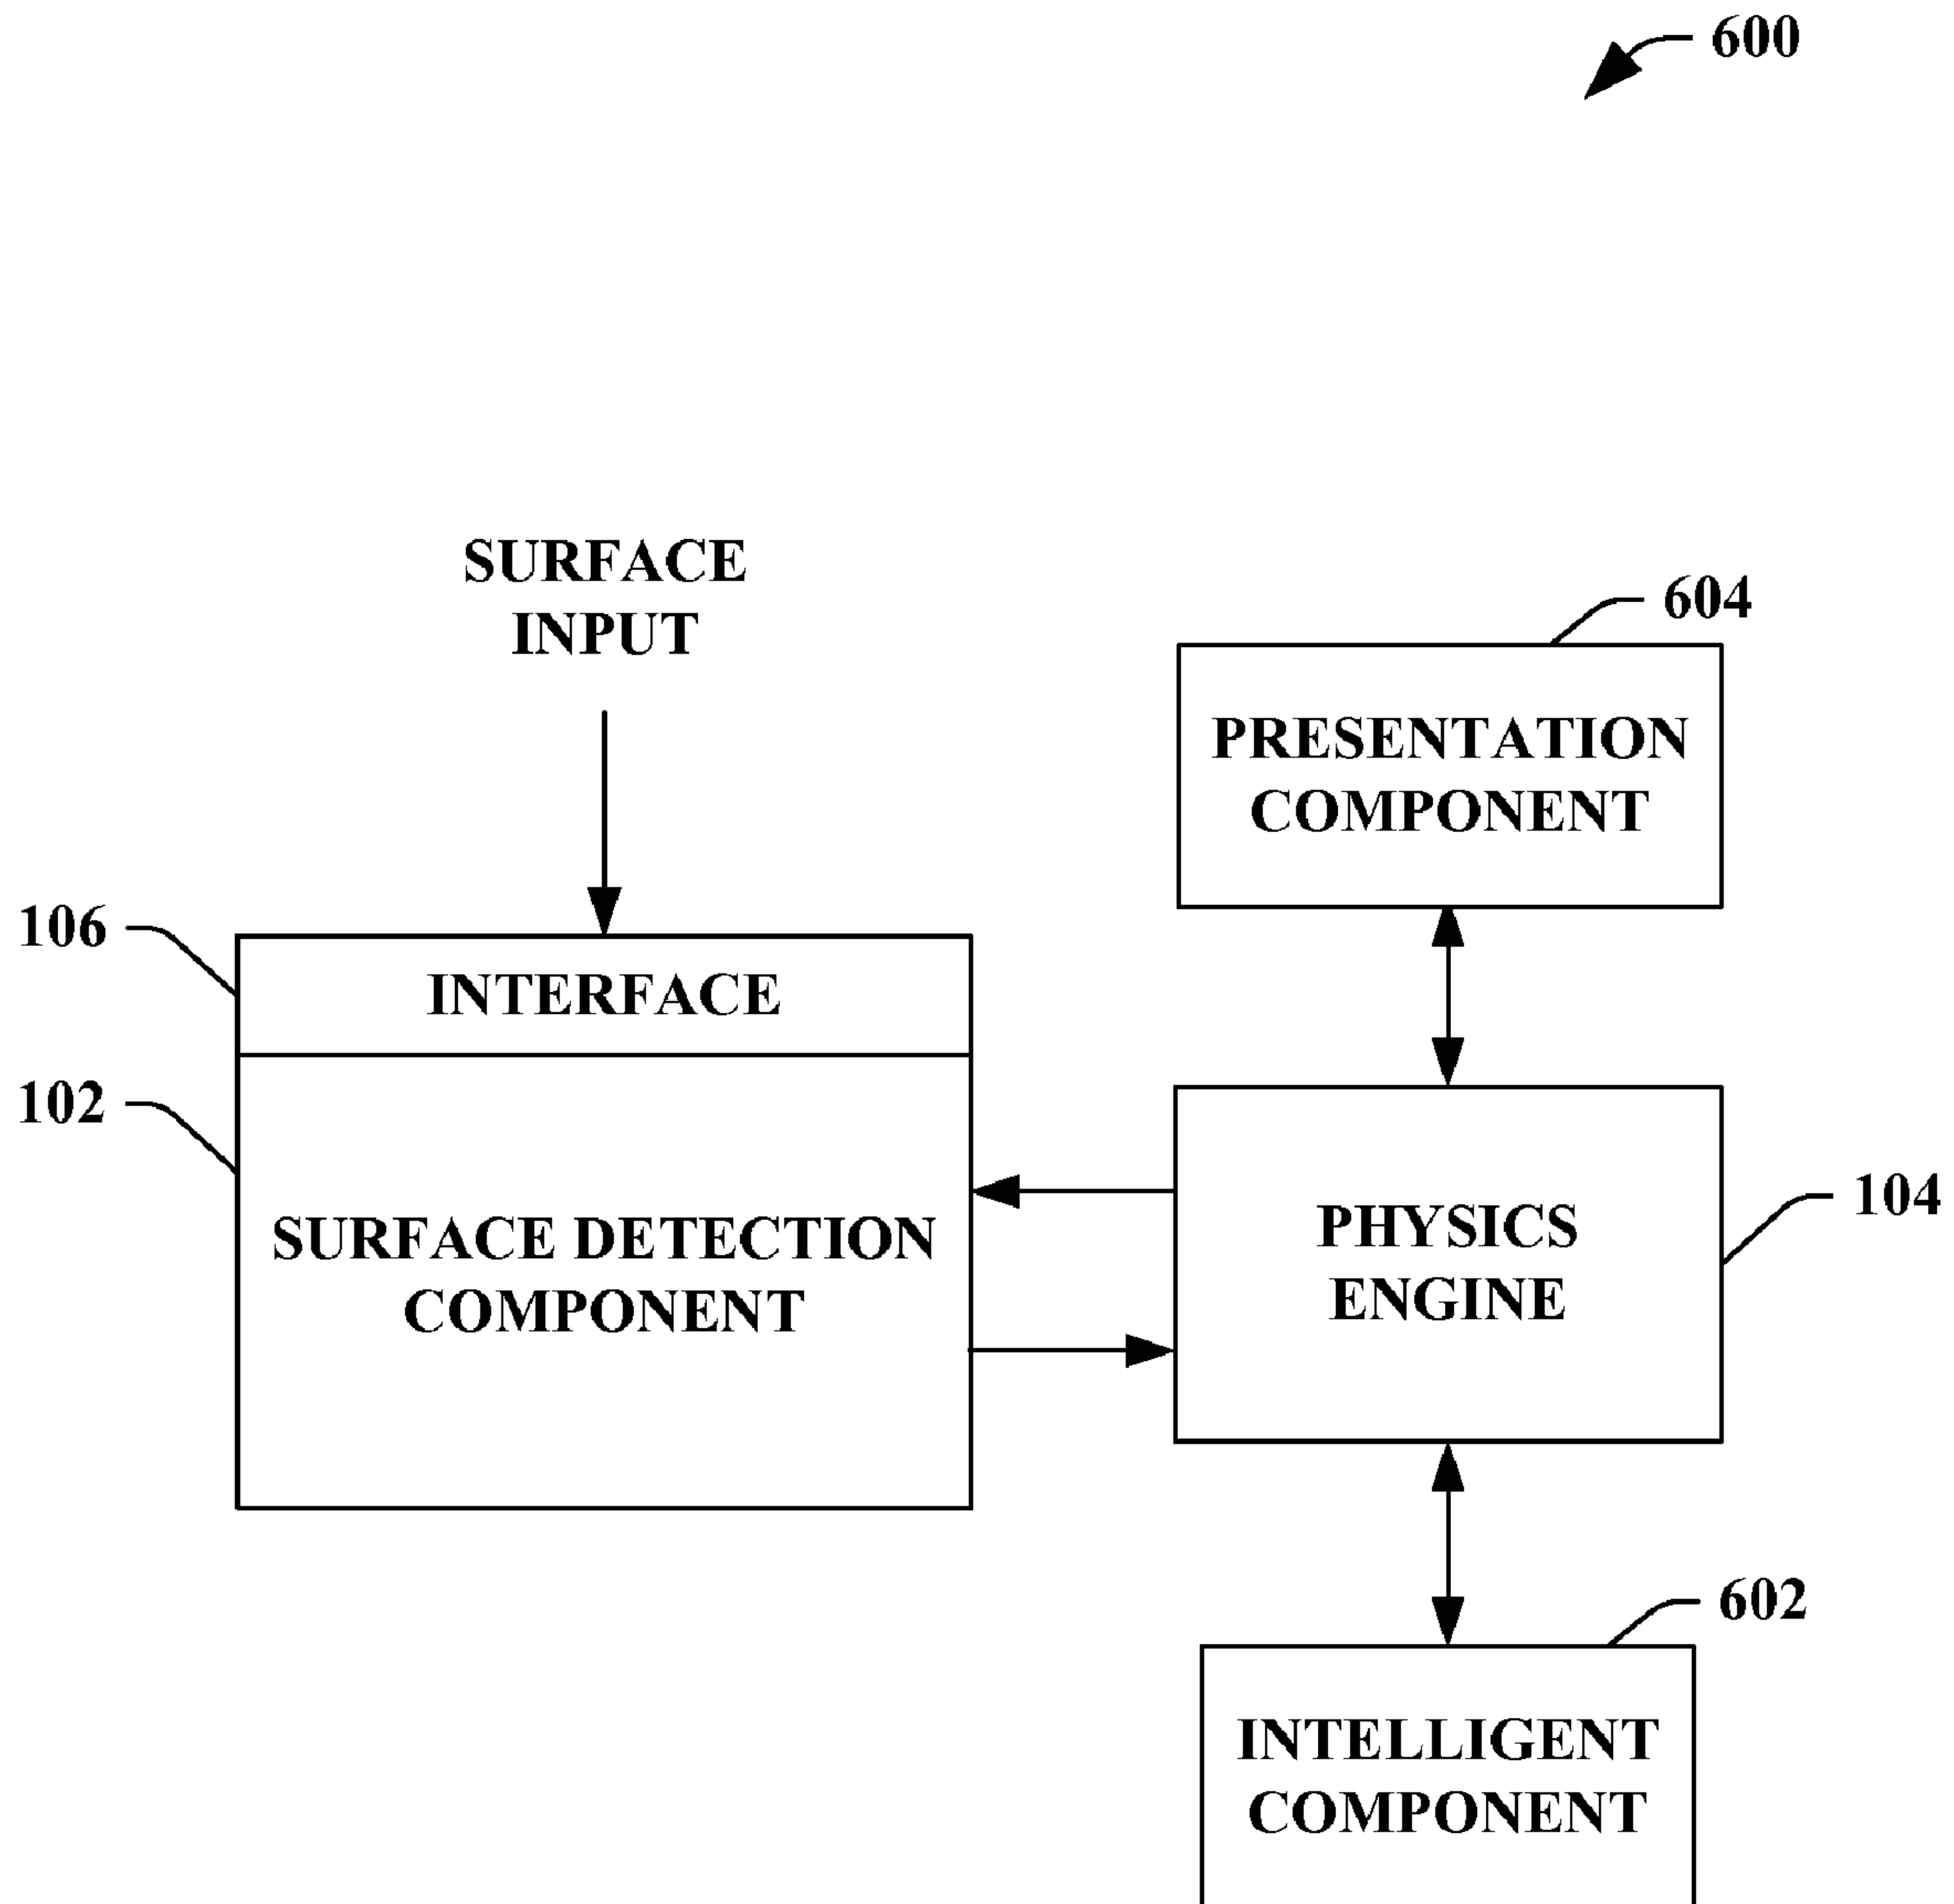 600
SURFACE
INPUT
604
PRESENTATION
COMPONENT
106
INTERFACE
102
SURFACE DETECTION
COMPONENT
PHYSICS
ENGINE
104
602
INTELLIGENT
COMPONENT